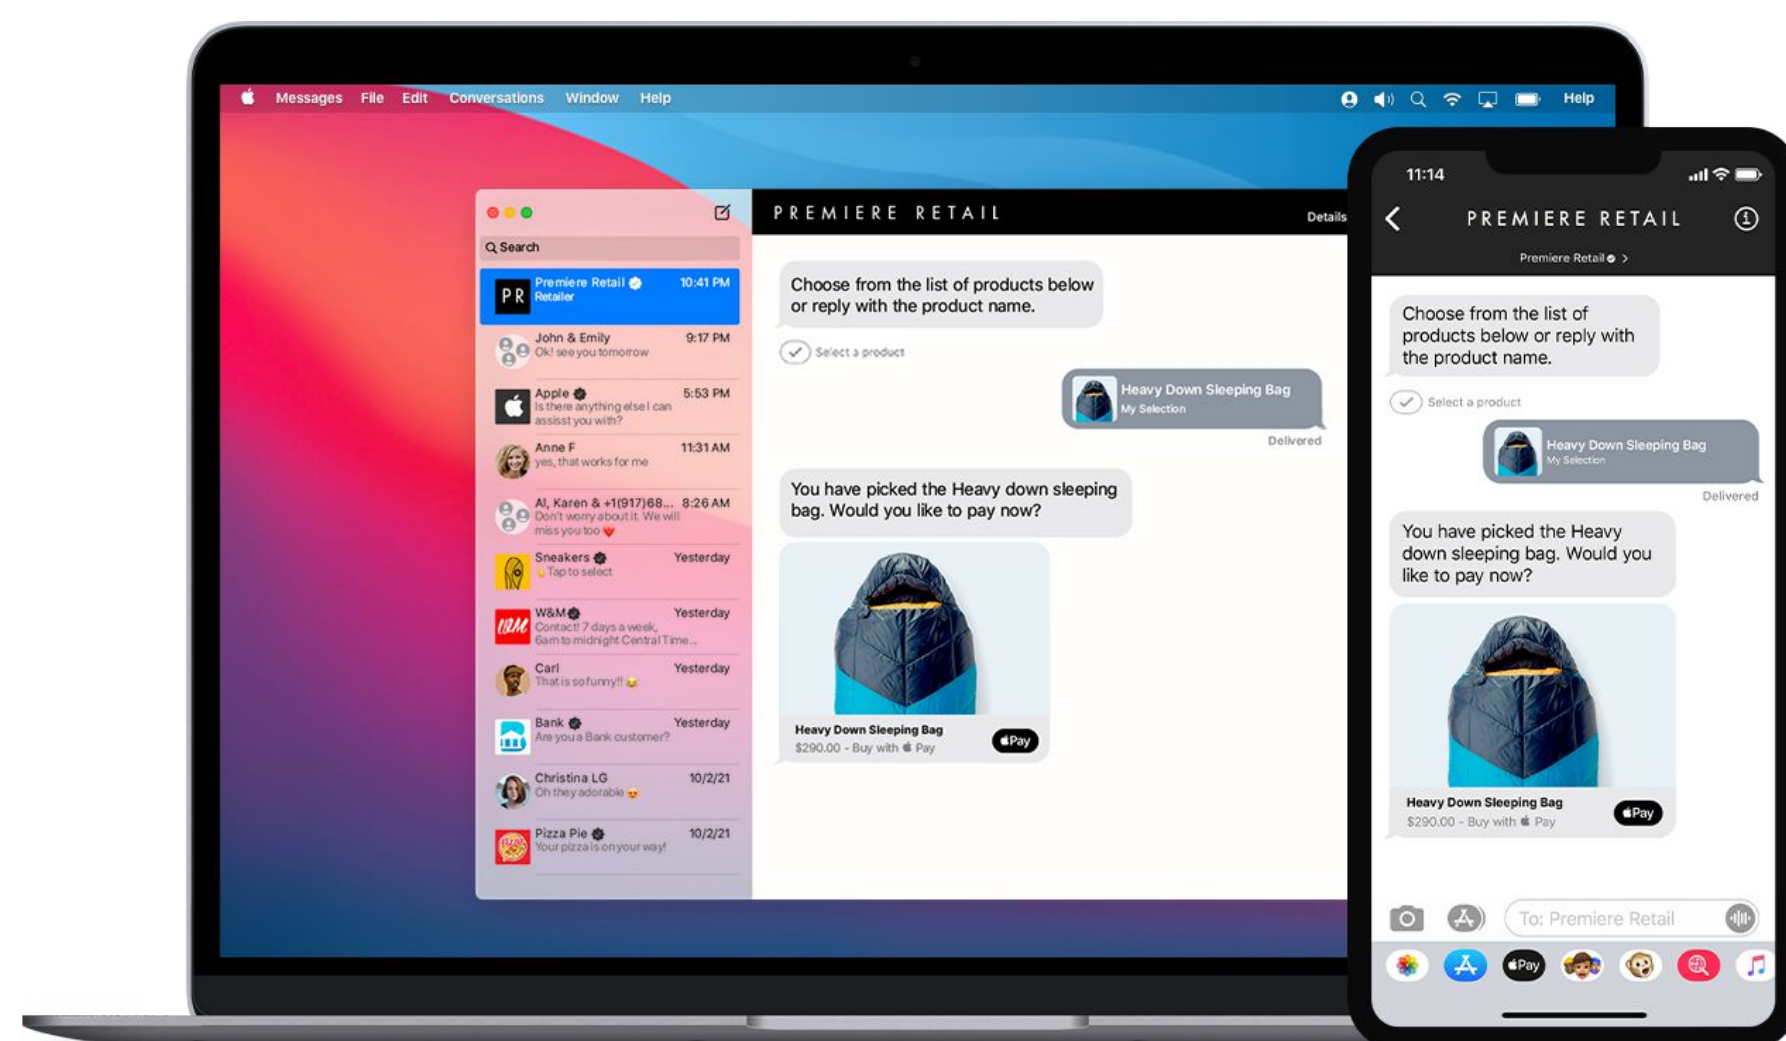 Messages File Edit Conversations Window Help
Help
Search
Premiere Retail 10:41 PM
Retailer
PR
John & Emily 9:17 PM
Ok! see you tomorrow
Apple 5:53 PM
Is there anything else I can
assisst you with?
Anne F 11:31 AM
yes, that works for me
Al, Karen & +1(917)68... 8:26 AM
Don't worry about it. We will
miss you too
Sneakers Yesterday
Tap to select
W&M Yesterday
Contact! 7 days a week,
6am to midnight Central Time...
Carl Yesterday
That is so funny!!
Bank Yesterday
Are you a Bank customer?
Christina LG 10/2/21
Oh they adorable
Pizza Pie 10/2/21
Your pizza is on your way!
PREMIERE RETAIL
Details
Choose from the list of products below
or reply with the product name.
Select a product
Heavy Down Sleeping Bag
My Selection
Delivered
You have picked the Heavy down sleeping
bag. Would you like to pay now?
Heavy Down Sleeping Bag
$290.00 - Buy with Pay
Pay
11:14
PREMIERE RETAIL
Premiere Retail
Choose from the list of
products below or reply with
the product name.
Select a product
Heavy Down Sleeping Bag
My Selection
Delivered
You have picked the Heavy
down sleeping bag. Would you
like to pay now?
Heavy Down Sleeping Bag
$290.00 - Buy with Pay
Pay
To: Premiere Retail
Pay